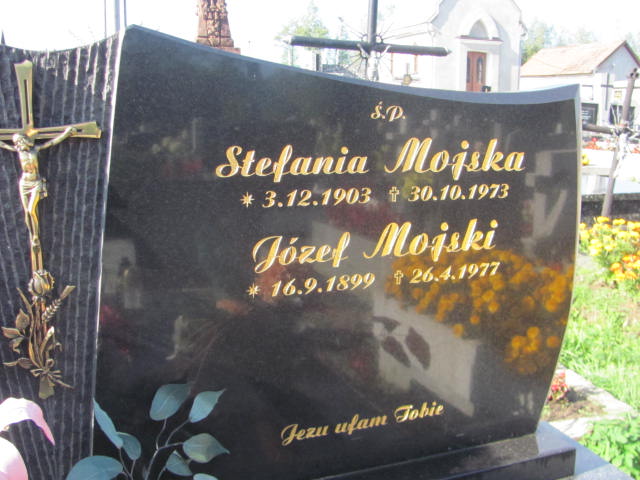 Ś.P.
Stefania Mojska
* 3.12.1903 ✝ 30.10.1973
Józef Mojski
* 16.9.1899 ✝ 26.4.1977
Jezu ufam Tobie